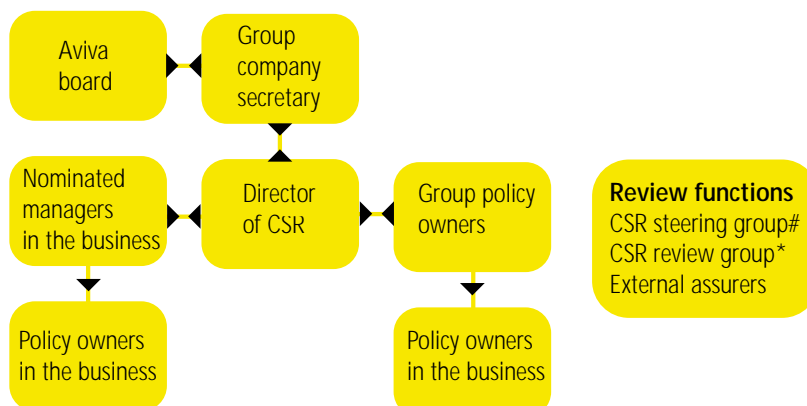 Aviva
board
Group
company
secretary
Nominated
managers
in the business
Director
of CSR
Group policy
owners
Review functions
CSR steering group#
CSR review group*
External assurers
Policy owners
in the business
Policy owners
in the business